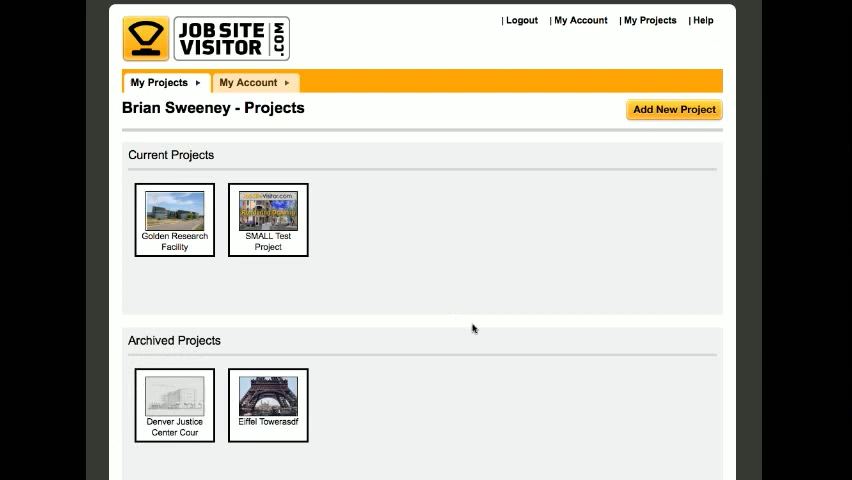 JOB SITE
VISITOR .COM
| Logout | My Account | My Projects | Help
My Projects
My Account
Brian Sweeney - Projects
Add New Project
Current Projects
Golden Research
Facility
SMALL Test
Project
Archived Projects
Denver Justice
Center Cour
Eiffel Towerasdf